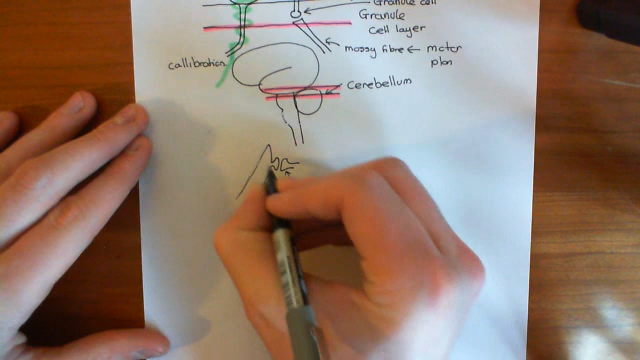 Granule cell
Granule
cell layer
mossy fibre ← motor
plan
callibration
Cerebellum